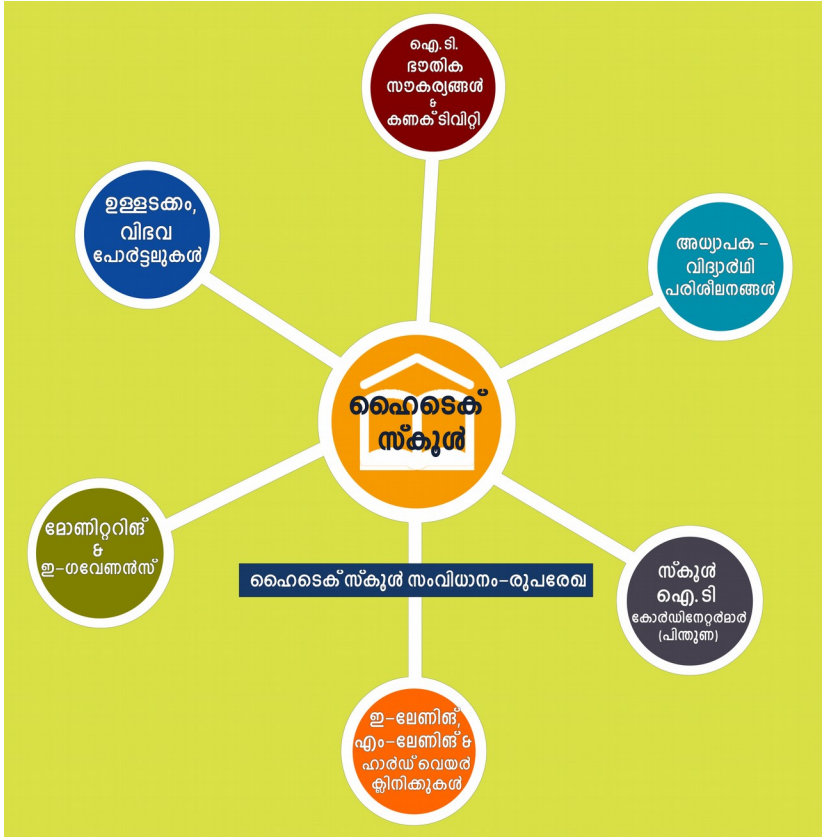 ഐ.ടി.
ഭൗതിക
സൗകര്യങ്ങൾ
&
കണക്ടിവിറ്റി
ഉള്ളടക്കം,
വിഭവ
പോർട്ടലുകൾ
അധ്യാപക –
വിദ്യാർഥി
പരിശീലനങ്ങൾ
ഹൈടെക്
സ്കൂൾ
മോണിറ്ററിങ്
&
ഇ–ഗവേണൻസ്
ഹൈടെക് സ്കൂൾ സംവിധാനം–രുപരേഖ
സ്കൂൾ
ഐ.ടി
കോർഡിനേറ്റർമാർ
(പിന്തുണ)
ഇ–ലേണിങ്,
എം–ലേണിങ് &
ഹാർഡ് വെയർ
ക്ലിനിക്കുകൾ